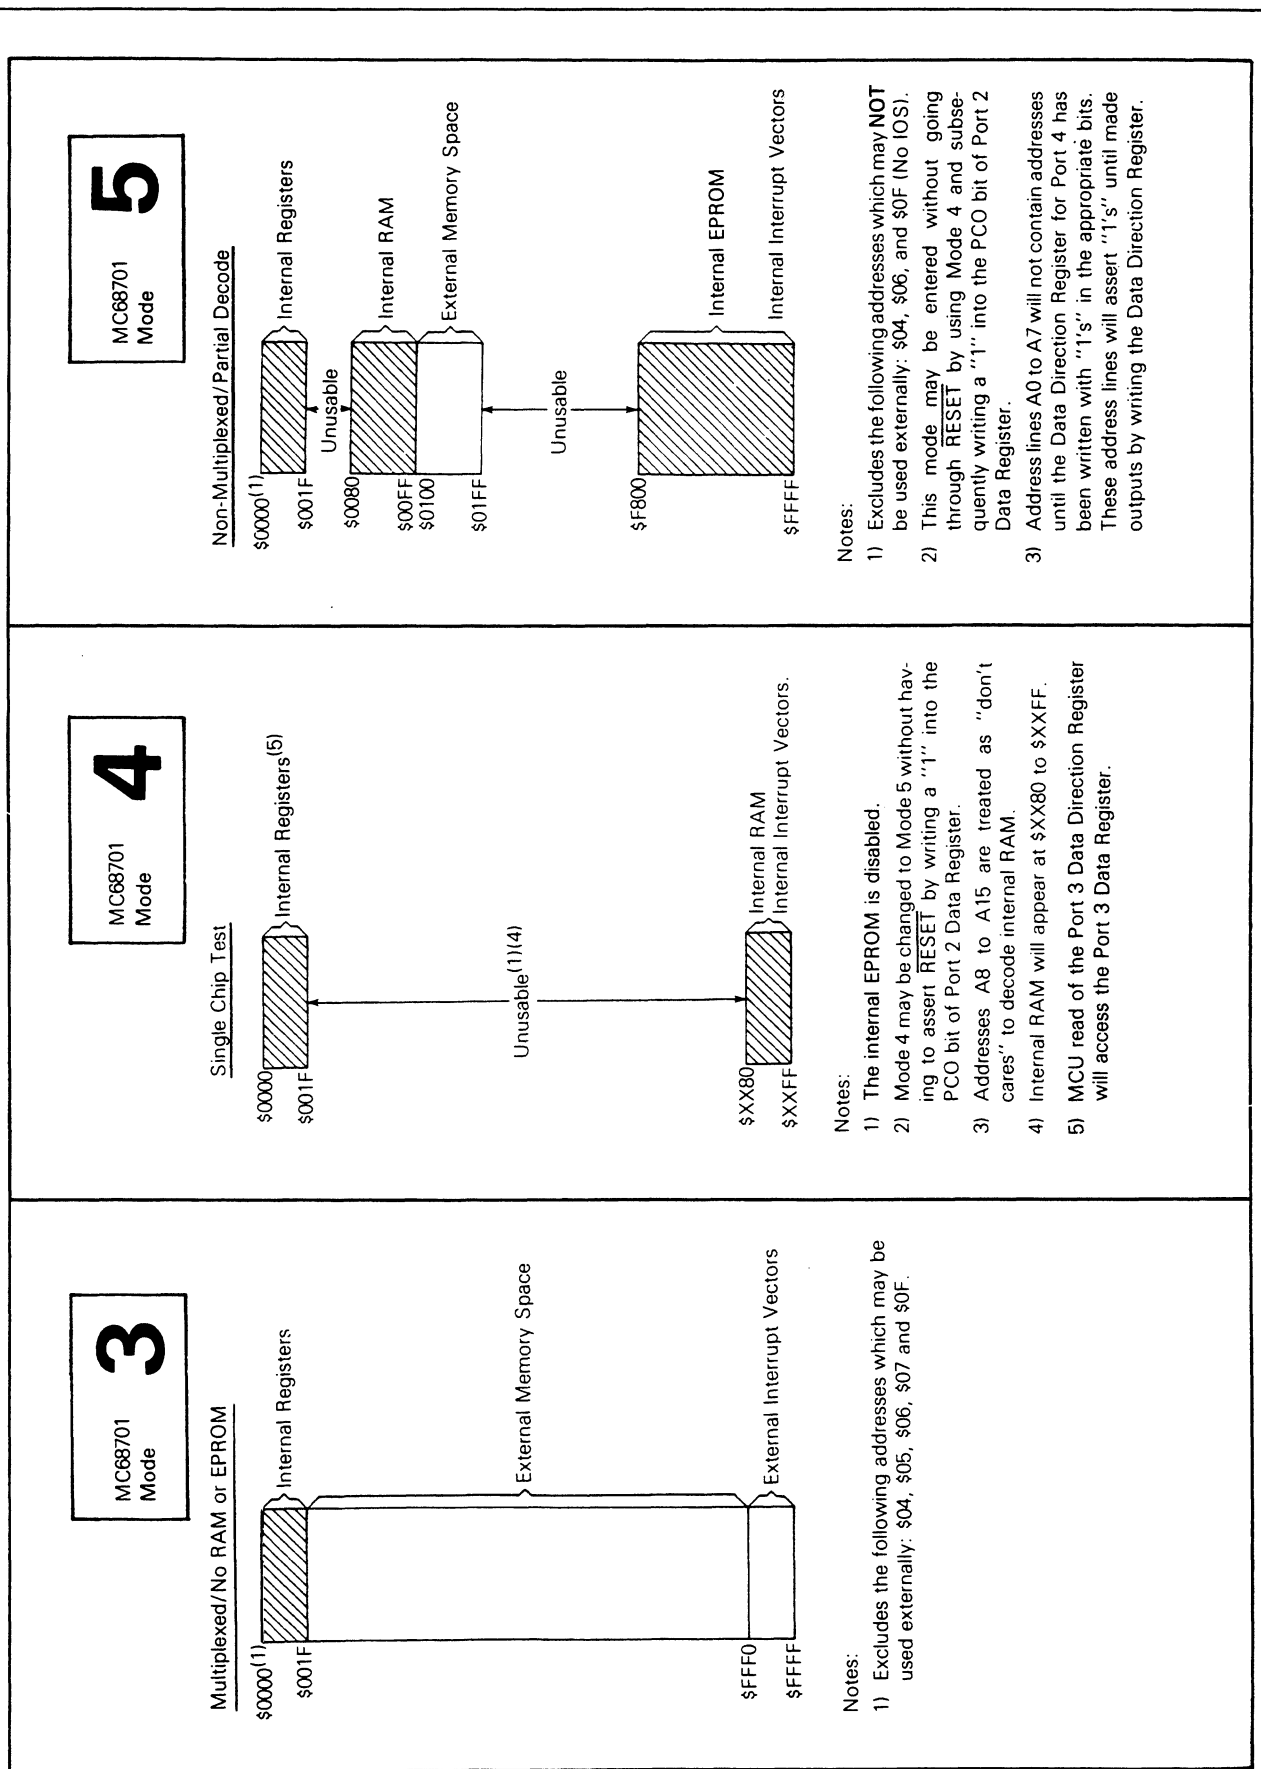 MC68701
Mode 3
Multiplexed/No RAM or EPROM
$0000(1)
Internal Registers
$001F
External Memory Space
$FFF0
External Interrupt Vectors
$FFFF
Notes:
1) Excludes the following addresses which may be
used externally: $04, $05, $06, $07 and $0F.
MC68701
Mode 4
Single Chip Test
$0000
Internal Registers(5)
$001F
Unusable(1)(4)
$XX80
Internal RAM
Internal Interrupt Vectors.
$XXFF
Notes:
1) The internal EPROM is disabled.
2) Mode 4 may be changed to Mode 5 without hav-
ing to assert RESET by writing a "1" into the
PCO bit of Port 2 Data Register.
3) Addresses A8 to A15 are treated as "don't
cares" to decode internal RAM.
4) Internal RAM will appear at $XX80 to $XXFF.
5) MCU read of the Port 3 Data Direction Register
will access the Port 3 Data Register.
MC68701
Mode 5
Non-Multiplexed/Partial Decode
$0000(1)
Internal Registers
$001F
Unusable
$0080
Internal RAM
$00FF
$0100
External Memory Space
$01FF
Unusable
$F800
Internal EPROM
Internal Interrupt Vectors
$FFFF
Notes:
1) Excludes the following addresses which may NOT
be used externally: $04, $06, and $0F (No IOS).
2) This mode may be entered without going
through RESET by using Mode 4 and subse-
quently writing a "1" into the PCO bit of Port 2
Data Register.
3) Address lines A0 to A7 will not contain addresses
until the Data Direction Register for Port 4 has
been written with "1's" in the appropriate bits.
These address lines will assert "1's" until made
outputs by writing the Data Direction Register.